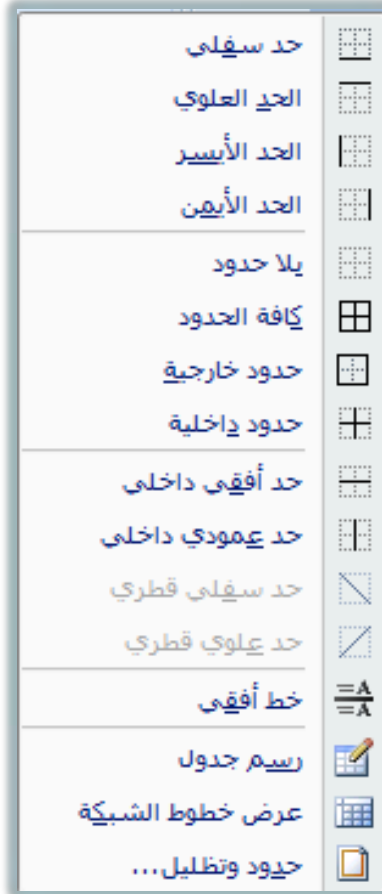 حد سفلي
الحد العلوي
الحد الأيسر
الحد الأيمن
بلا حدود
كافة الحدود
حدود خارجية
حدود داخلية
حد أفقي داخلي
حد عمودي داخلي
حد سفلي قطري
حد علوي قطري
خط أفقي
رسم جدول
عرض خطوط الشبكة
حدود وتظليل...